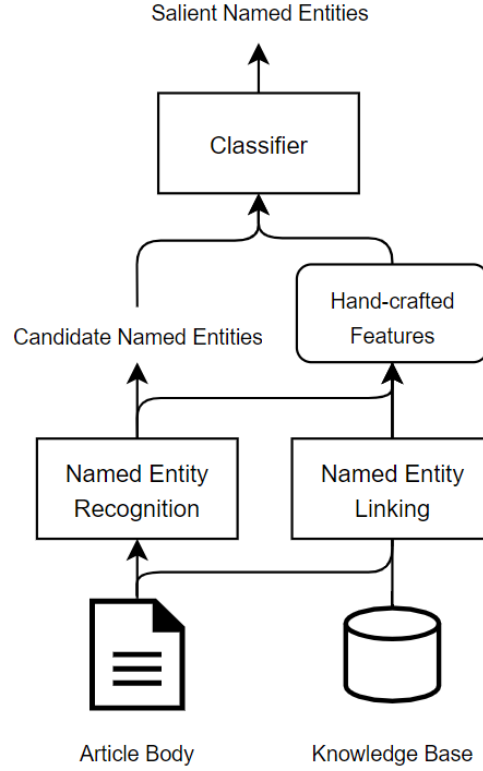 Salient Named Entities
Classifier
Hand-crafted
Features
Candidate Named Entities
Named Entity
Recognition
Named Entity
Linking
Article Body
Knowledge Base